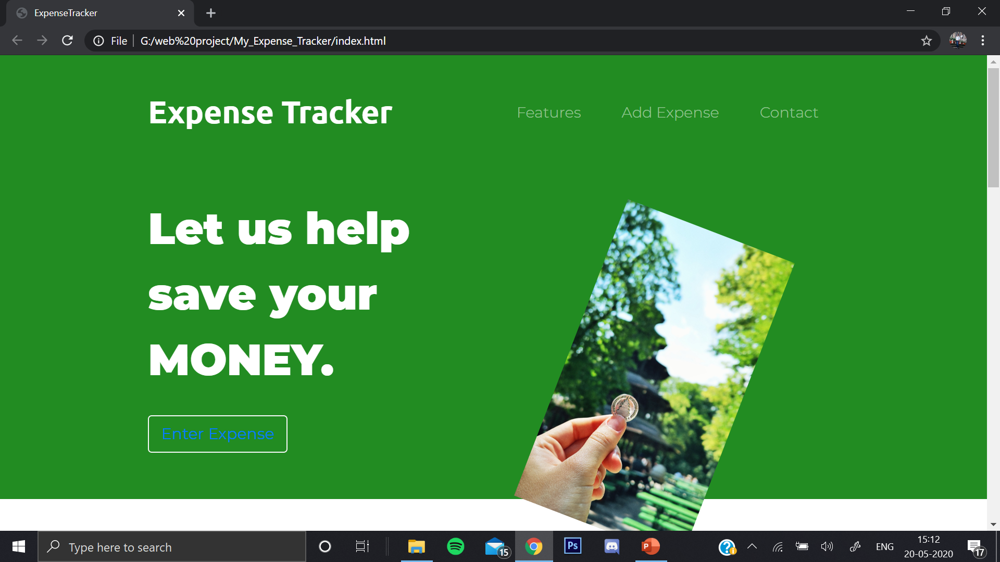 ExpenseTracker
File
G:/web%20project/My_Expense_Tracker/index.html
Expense Tracker
Features
Add Expense
Contact
Let us help
save your
MONEY.
Enter Expense
Type here to search
15
Ps
P
ENG
15:12
20-05-2020
17